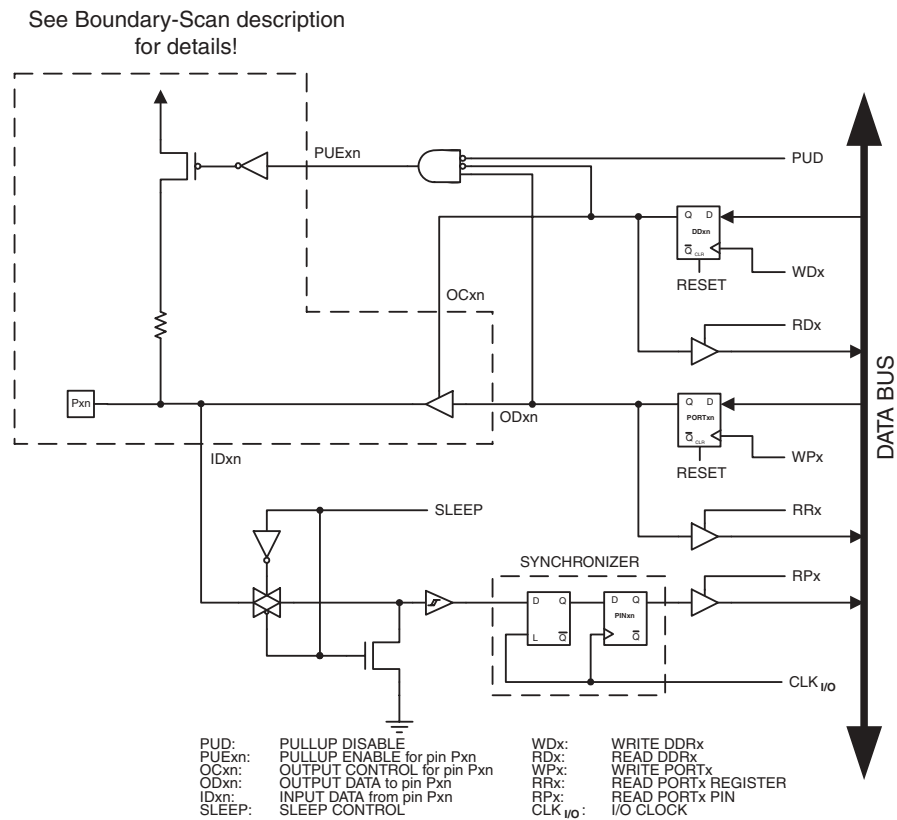 See Boundary-Scan description
for details!
PUExn
PUD
Q D
DDxn
Q CLR
RESET
WDx
OCxn
RDx
Pxn
ODxn
Q D
PORTxn
Q CLR
RESET
WPx
IDxn
DATA BUS
SLEEP
RRx
SYNCHRONIZER
RPx
D Q
L Q
D Q
PINxn
Q
CLK I/O
PUD: PULLUP DISABLE
PUExn: PULLUP ENABLE for pin Pxn
OCxn: OUTPUT CONTROL for pin Pxn
ODxn: OUTPUT DATA to pin Pxn
IDxn: INPUT DATA from pin Pxn
SLEEP: SLEEP CONTROL
WDx: WRITE DDRx
RDx: READ DDRx
WPx: WRITE PORTx
RRx: READ PORTx REGISTER
RPx: READ PORTx PIN
CLK I/O: I/O CLOCK